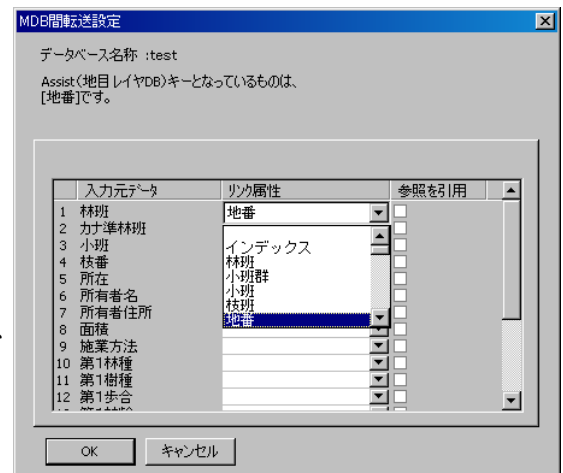 MDB間転送設定
データベース名称 :test
Assist(地目レイヤDB)キーとなっているものは、
[地番]です。
入力元データ リンク属性 参照を引用
1 林班 地番
2 カナ準林班
3 小班 インデックス
4 枝番 林班
5 所在 小班群
6 所有者名 小班
7 所有者住所 枝班
8 面積 地番
9 施業方法
10 第1林種
11 第1樹種
12 第1歩合
OK キャンセル